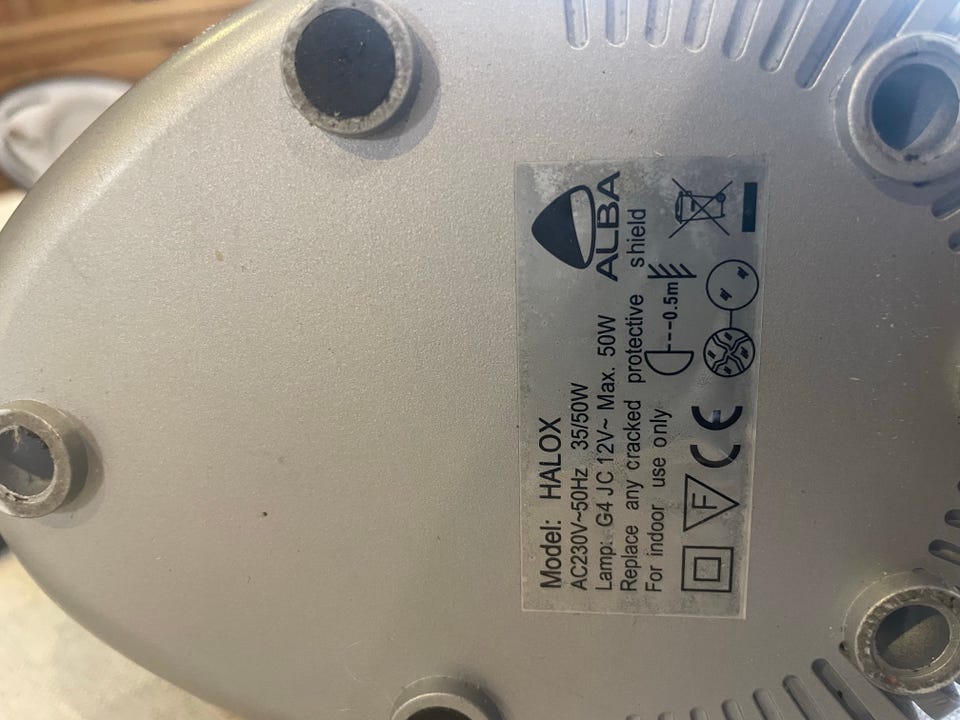 Model: HALOX
AC230V~50Hz 35/50W
Lamp: G4 JC 12V~ Max. 50W
Replace any cracked protective shield
For indoor use only
ALBA
---0.5m
F
CE